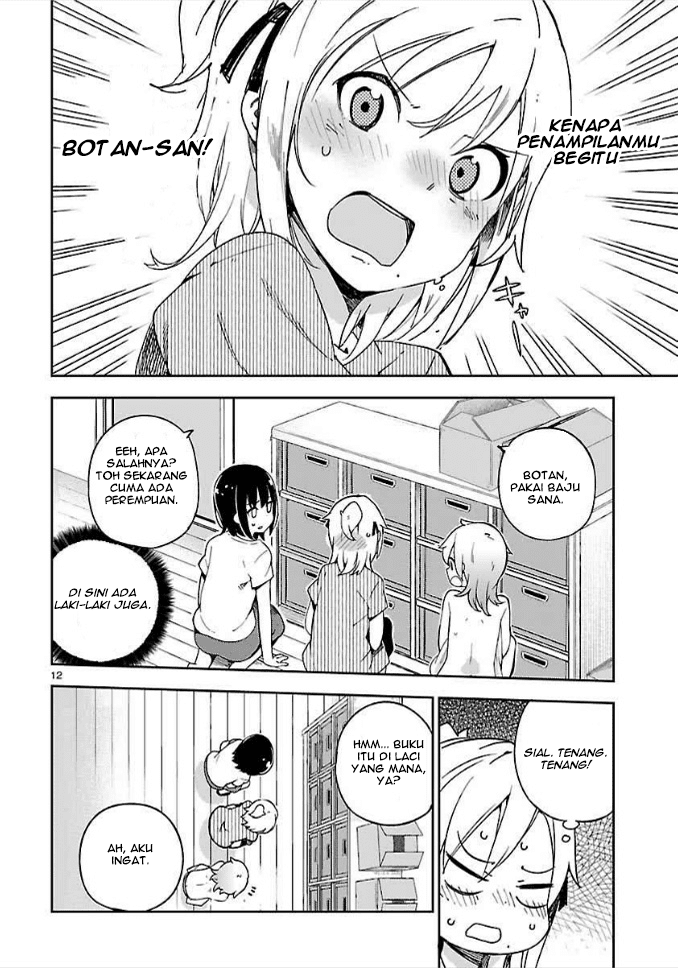 KENAPA
PENAMPILANMU
BEGITU
BOTAN-SAN!
BOTAN,
PAKAI BAJU
SANA.
EEH, APA
SALAHNYA?
TOH SEKARANG
CUMA ADA
PEREMPUAN.
DI SINI ADA
LAKI-LAKI JUGA.
12
SIAL. TENANG.
TENANG!
HMM... BUKU
ITU DI LACI
YANG MANA,
YA?
AH, AKU
INGAT.